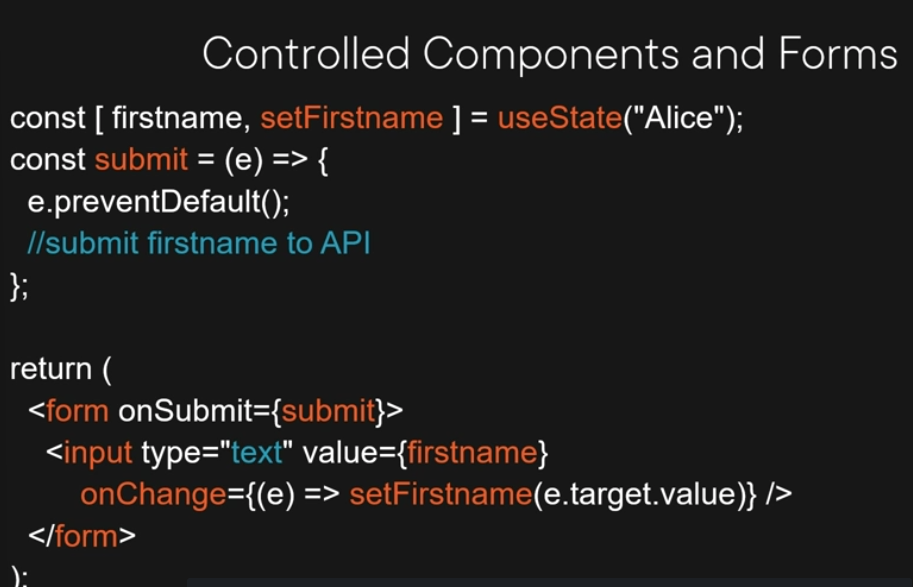 Controlled Components and Forms
const [ firstname, setFirstname ] = useState("Alice");
const submit = (e) => {
e.preventDefault();
//submit firstname to API
};
return (
<form onSubmit={submit}>
<input type="text" value={firstname}
onChange={(e) => setFirstname(e.target.value)} />
</form>
);